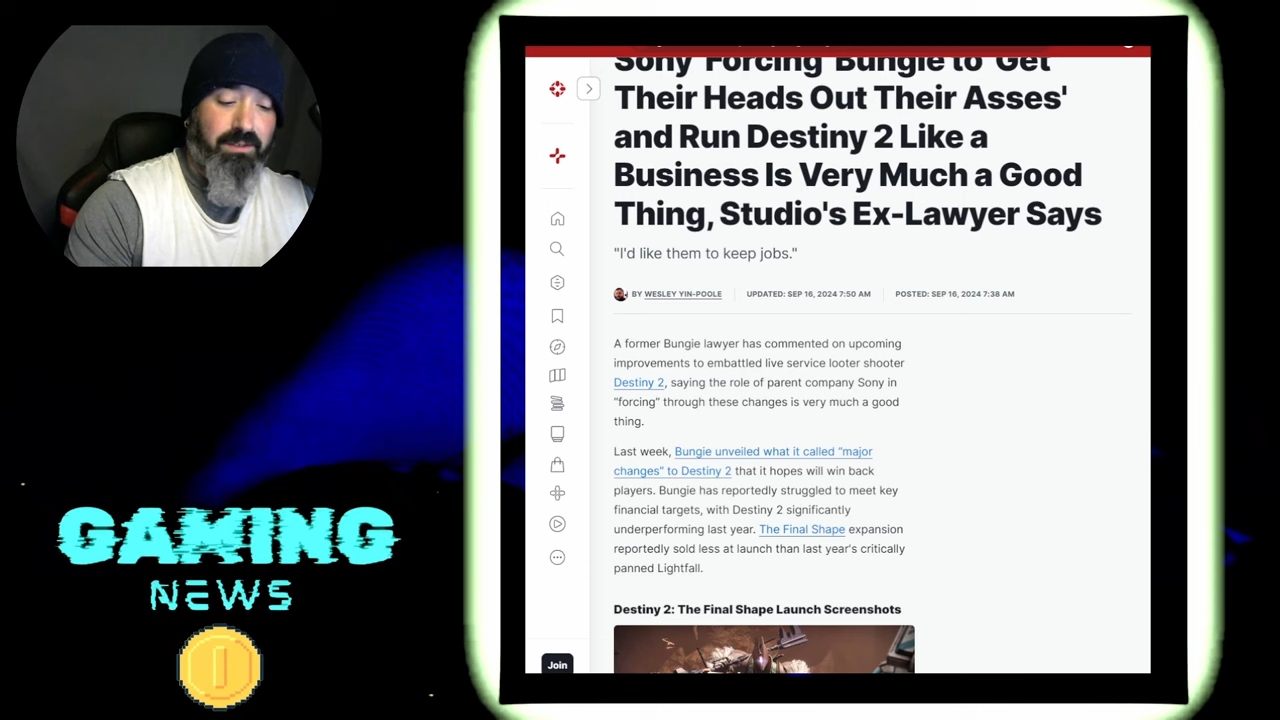 Sony 'Forcing' Bungie to 'Get
Their Heads Out Their Asses'
and Run Destiny 2 Like a
Business Is Very Much a Good
Thing, Studio's Ex-Lawyer Says
"I'd like them to keep jobs."
BY WESLEY YIN-POOLE UPDATED: SEP 16, 2024 7:50 AM POSTED: SEP 16, 2024 7:38 AM
A former Bungie lawyer has commented on upcoming
improvements to embattled live service looter shooter
Destiny 2, saying the role of parent company Sony in
"forcing" through these changes is very much a good
thing.
Last week, Bungie unveiled what it called "major
changes" to Destiny 2 that it hopes will win back
players. Bungie has reportedly struggled to meet key
financial targets, with Destiny 2 significantly
underperforming last year. The Final Shape expansion
reportedly sold less at launch than last year's critically
panned Lightfall.
Destiny 2: The Final Shape Launch Screenshots
Join
GAMING
NEWS